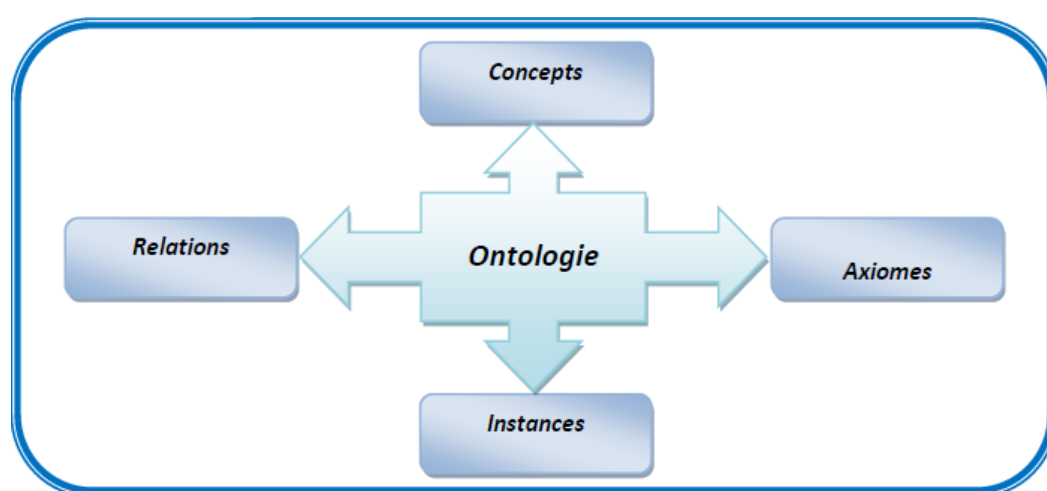 Concepts
Relations
Ontologie
Axiomes
Instances